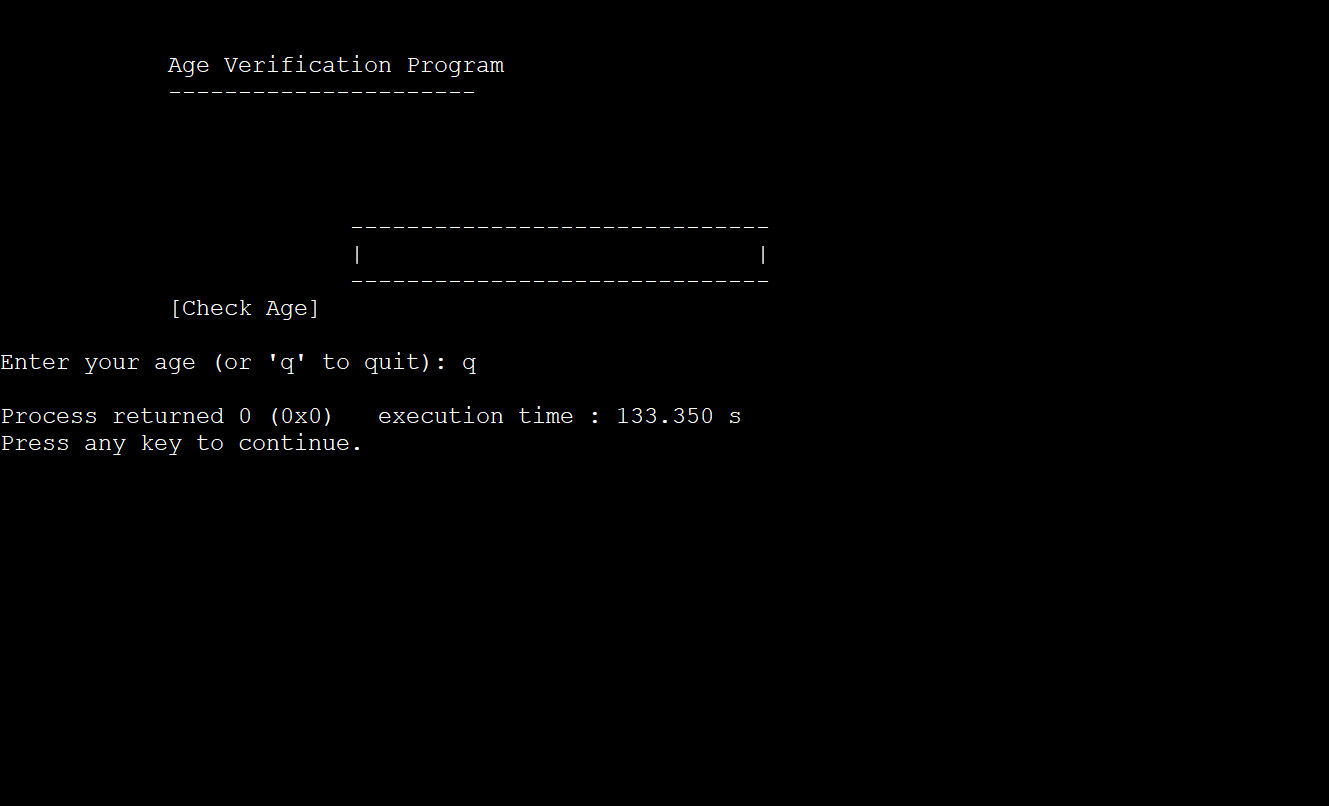 Age Verification Program
----------------------
------------------------------
| |
------------------------------
[Check Age]
Enter your age (or 'q' to quit): q
Process returned 0 (0x0) execution time : 133.350 s
Press any key to continue.